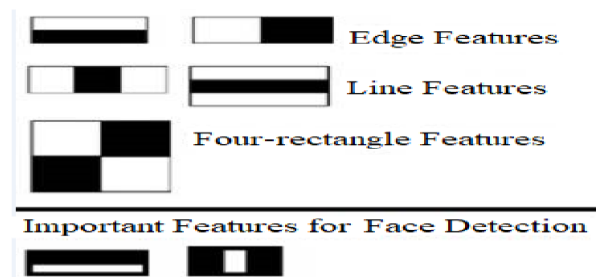 Edge Features
Line Features
Four-rectangle Features
Important Features for Face Detection